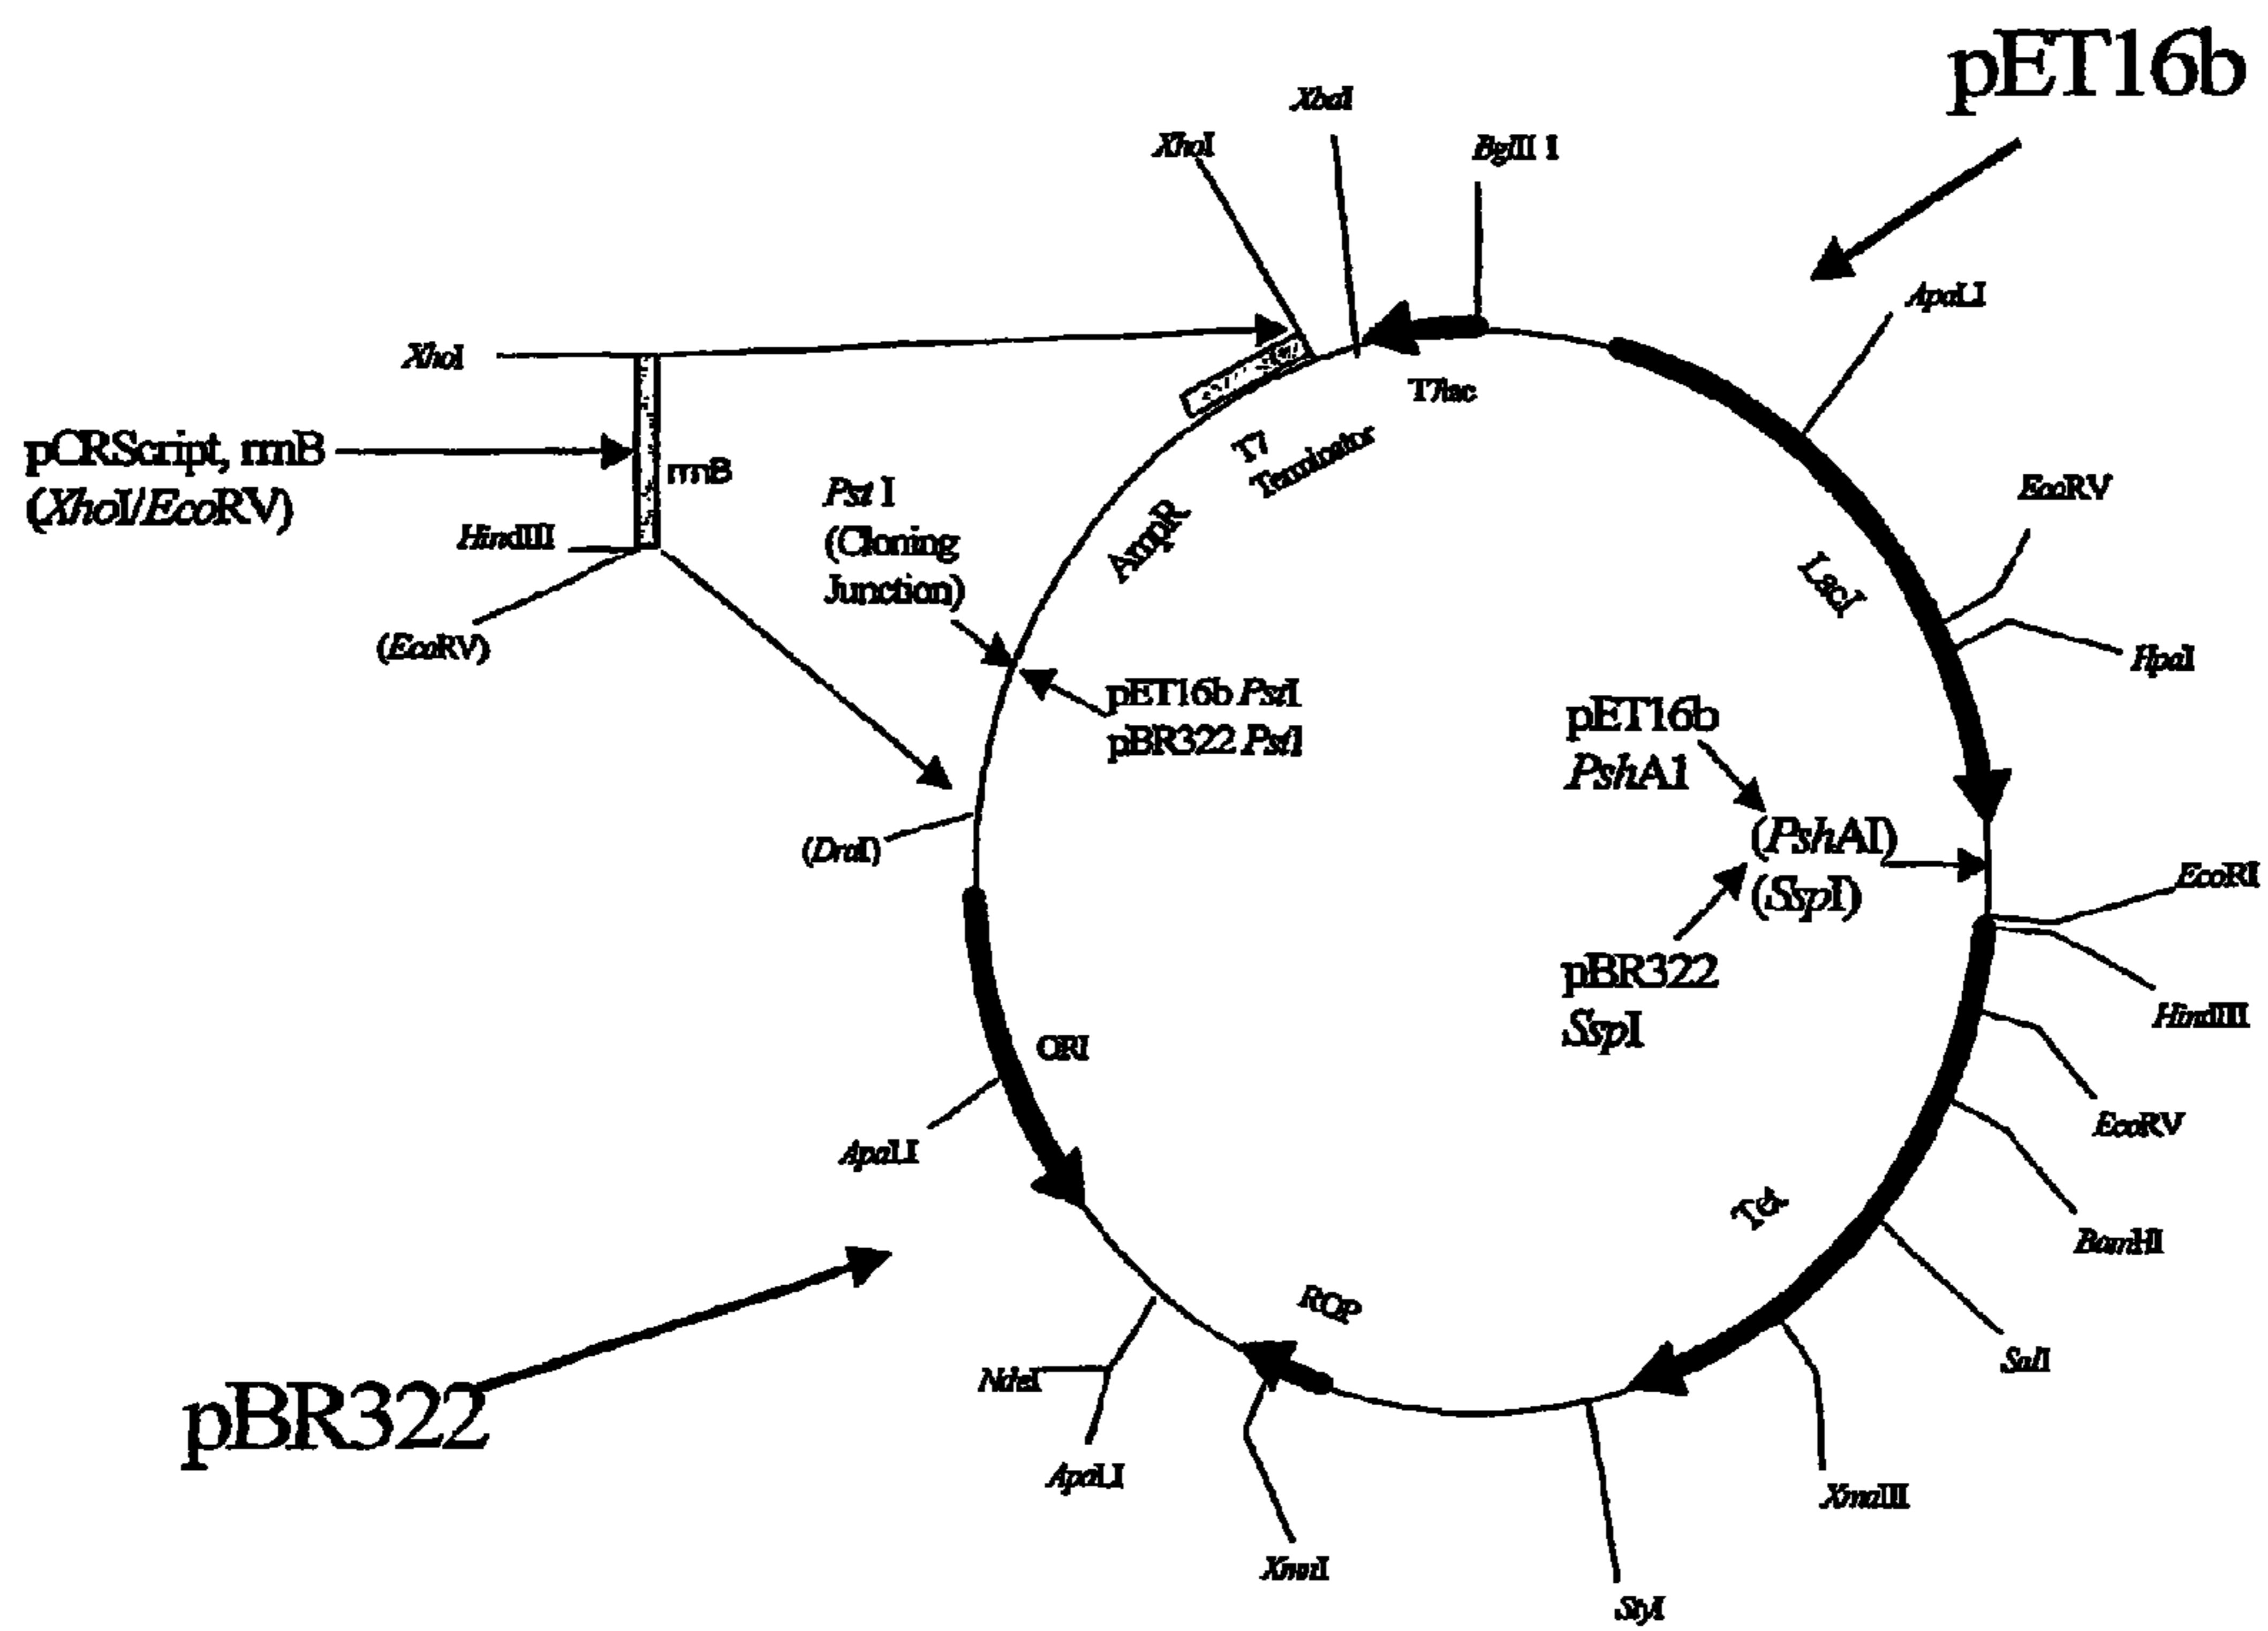 pET16b
XbaI
XhoI
BglII I
ApaLI
XhoI
T7lac
T7
Terminator
pCRScript, rrnB
(XhoI/EcoRV)
rrnB
Pst I
(Cloning
Junction)
AmpR
EcoRV
HindIII
LacI
(EcoRV)
HpaI
pET16b PstI
pBR322 PstI
pET16b
PshA1
(DraI)
(PshAI)
(SspI)
EcoRI
pBR322
SspI
HindIII
ORI
EcoRV
ApaLI
Tet
BamHI
ROP
SalI
NdeI
pBR322
ApaLI
XmaIII
XmnI
StyI